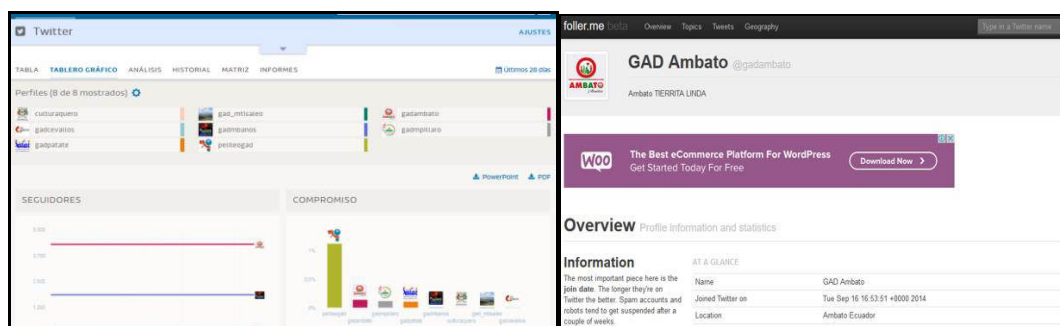 Twitter
AJUSTES
TABLA TABLERO GRÁFICO ANÁLISIS HISTORIAL MATRIZ INFORMES
Últimos 28 días
Perfiles (8 de 8 mostrados)
culturaquero gad_mtisaleo gadambato
gadcevallos gadmbanos gadmpillaro
gadpatate pelileogad
PowerPoint PDF
SEGUIDORES
COMPROMISO
1%
0%
foller.me beta Overview Topics Tweets Geography
Type in a Twitter name
AMBATO
GAD Ambato @gadambato
Ambato TIERRITA LINDA
WOO
The Best eCommerce Platform For WordPress
Get Started Today For Free
Download Now
Overview Profile information and statistics
Information
The most important piece here is the
join date. The longer they're on
Twitter the better. Spam accounts and
robots tend to get suspended after a
couple of weeks.
AT A GLANCE
Name GAD Ambato
Joined Twitter on Tue Sep 16 16:53:51 +0000 2014
Location Ambato Ecuador